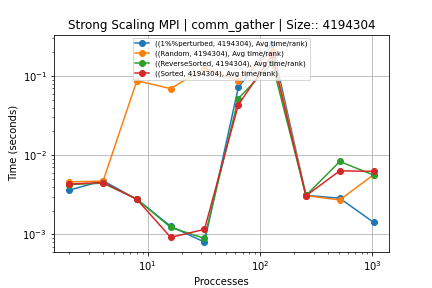 Strong Scaling MPI | comm_gather | Size:: 4194304
((1%%perturbed, 4194304), Avg time/rank)
((Random, 4194304), Avg time/rank)
((ReverseSorted, 4194304), Avg time/rank)
((Sorted, 4194304), Avg time/rank)
Time (seconds)
10⁻¹
10⁻²
10⁻³
10¹
10²
10³
Proccesses